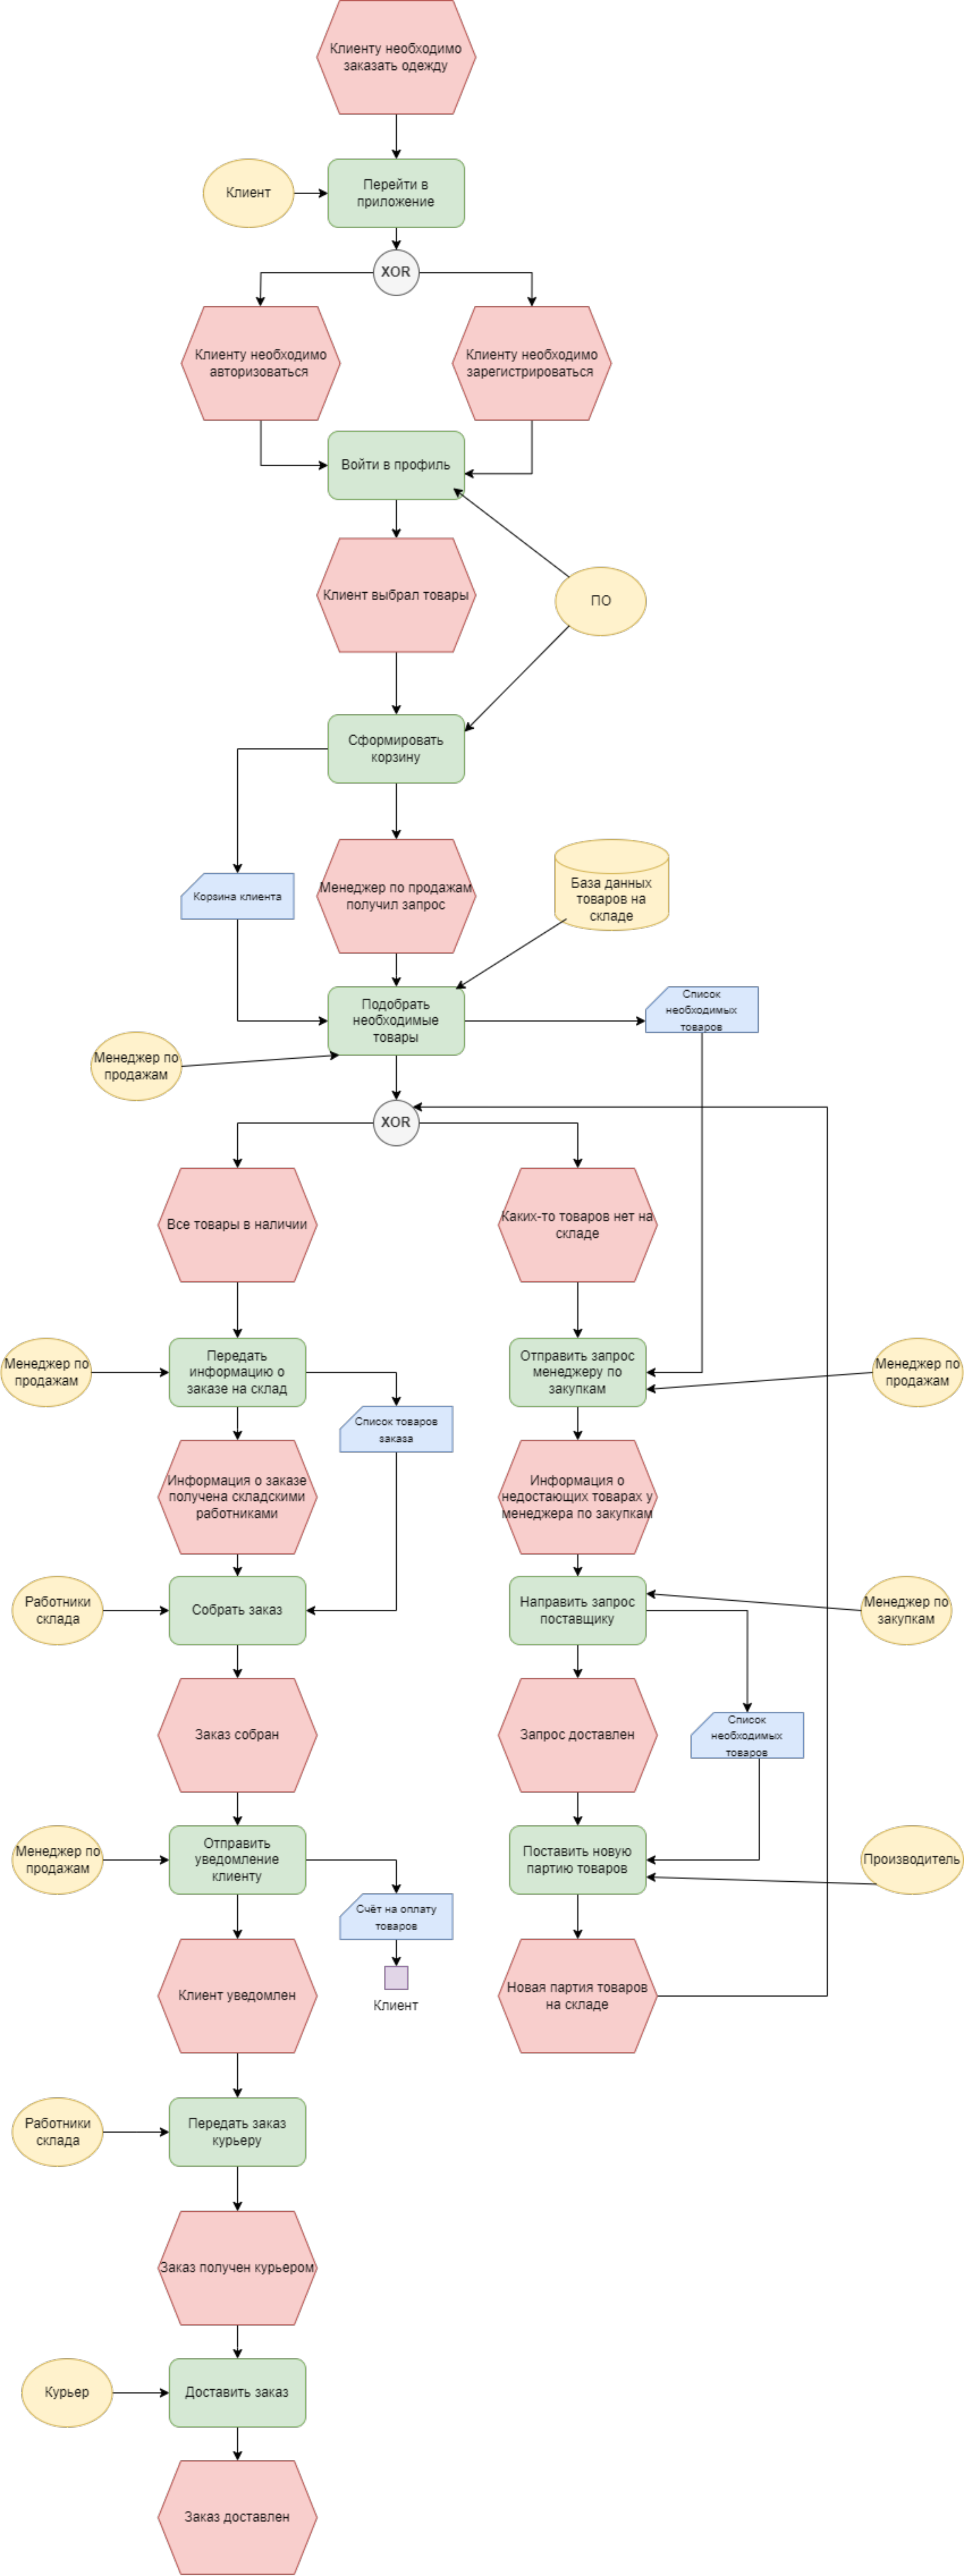 Клиенту необходимо
заказать одежду
Клиент
Перейти в
приложение
XOR
Клиенту необходимо
авторизоваться
Клиенту необходимо
зарегистрироваться
Войти в профиль
Клиент выбрал товары
ПО
Сформировать
корзину
Корзина клиента
Менеджер по продажам
получил запрос
База данных
товаров на
складе
Подобрать
необходимые
товары
Список
необходимых
товаров
Менеджер по
продажам
XOR
Все товары в наличии
Каких-то товаров нет на
складе
Менеджер по
продажам
Передать
информацию о
заказе на склад
Отправить запрос
менеджеру по
закупкам
Менеджер по
продажам
Список товаров
заказа
Информация о заказе
получена складскими
работниками
Информация о
недостающих товарах у
менеджера по закупкам
Работники
склада
Собрать заказ
Направить запрос
поставщику
Менеджер по
закупкам
Заказ собран
Запрос доставлен
Список
необходимых
товаров
Менеджер по
продажам
Отправить
уведомление
клиенту
Поставить новую
партию товаров
Производитель
Счёт на оплату
товаров
Клиент уведомлен
Клиент
Новая партия товаров
на складе
Работники
склада
Передать заказ
курьеру
Заказ получен курьером
Курьер
Доставить заказ
Заказ доставлен